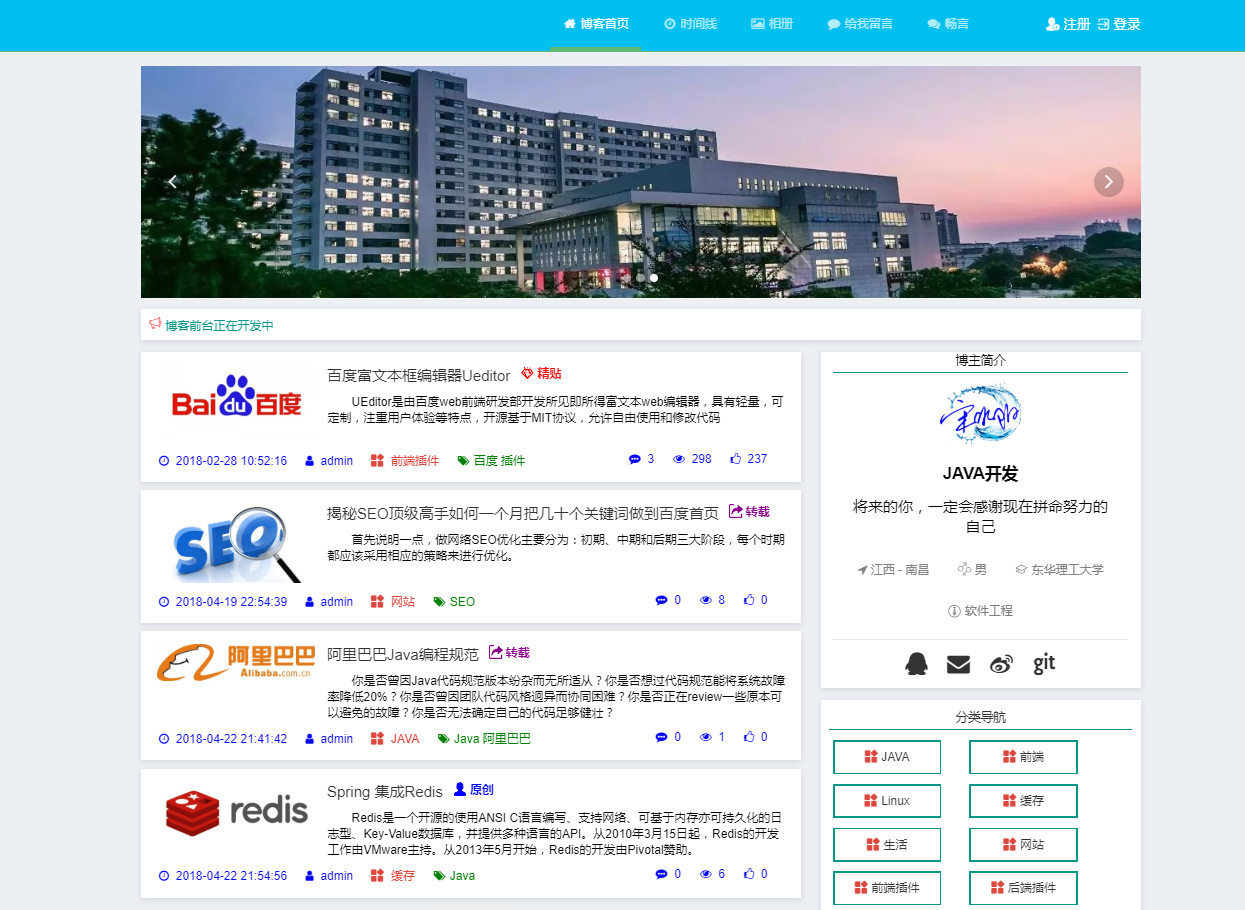 博客首页 时间线 相册 给我留言 畅言 注册 登录
博客前台正在开发中
Bai du 百度
百度富文本框编辑器Ueditor 精贴
UEditor是由百度web前端研发部开发所见即所得富文本web编辑器，具有轻量，可
定制，注重用户体验等特点，开源基于MIT协议，允许自由使用和修改代码
2018-02-28 10:52:16 admin 前端插件 百度 插件 3 298 237
SEO
揭秘SEO顶级高手如何一个月把几十个关键词做到百度首页 转载
首先说明一点，做网络SEO优化主要分为：初期、中期和后期三大阶段，每个时期
都应该采用相应的策略来进行优化。
2018-04-19 22:54:39 admin 网站 SEO 0 8 0
阿里巴巴
Alibaba.com.cn
阿里巴巴Java编程规范 转载
你是否曾因Java代码规范版本纷杂而无所适从？你是否想过代码规范能将系统故障
率降低20%？你是否曾因团队代码风格迥异而协同困难？你是否正在review一些原本可
以避免的故障？你是否无法确定自己的代码足够健壮？
2018-04-22 21:41:42 admin JAVA Java 阿里巴巴 0 1 0
redis
Spring 集成Redis 原创
Redis是一个开源的使用ANSI C语言编写、支持网络、可基于内存亦可持久化的日
志型、Key-Value数据库，并提供多种语言的API。从2010年3月15日起，Redis的开发
工作由VMware主持。从2013年5月开始，Redis的开发由Pivotal赞助。
2018-04-22 21:54:56 admin 缓存 Java 0 6 0
博主简介
JAVA开发
将来的你，一定会感谢现在拼命努力的
自己
江西 - 南昌 男 东华理工大学
软件工程
git
分类导航
JAVA 前端
Linux 缓存
生活 网站
前端插件 后端插件